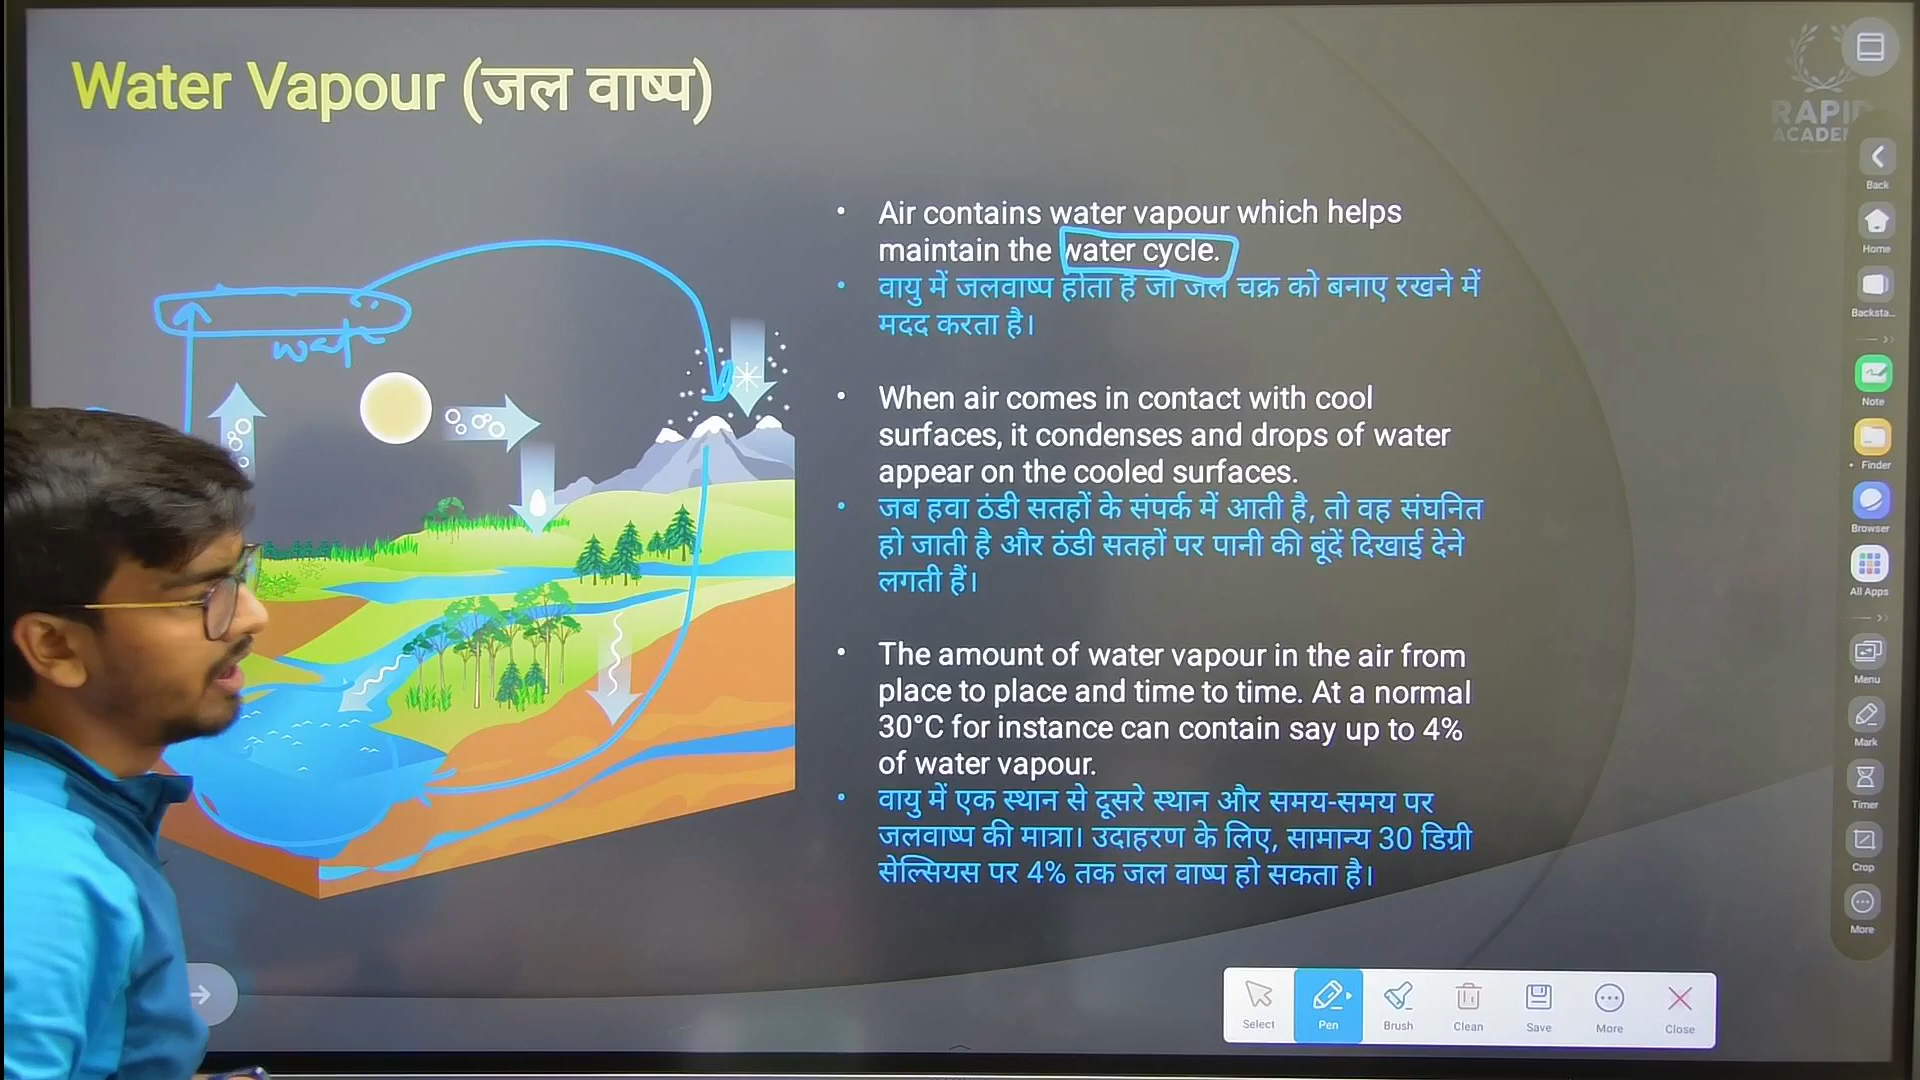 Water Vapour (जल वाष्प)
RAPID
ACADEM
Air contains water vapour which helps
maintain the water cycle.
वायु में जलवाष्प होता है जो जल चक्र को बनाए रखने में
मदद करता है।
When air comes in contact with cool
surfaces, it condenses and drops of water
appear on the cooled surfaces.
जब हवा ठंडी सतहों के संपर्क में आती है, तो वह संघनित
हो जाती है और ठंडी सतहों पर पानी की बूंदें दिखाई देने
लगती हैं।
The amount of water vapour in the air from
place to place and time to time. At a normal
30°C for instance can contain say up to 4%
of water vapour.
वायु में एक स्थान से दूसरे स्थान और समय-समय पर
जलवाष्प की मात्रा। उदाहरण के लिए, सामान्य 30 डिग्री
सेल्सियस पर 4% तक जल वाष्प हो सकता है।
Back
Home
Backsta...
Note
Finder
Browser
All Apps
Menu
Mark
Timer
Crop
More
Select
Pen
Brush
Clean
Save
More
Close